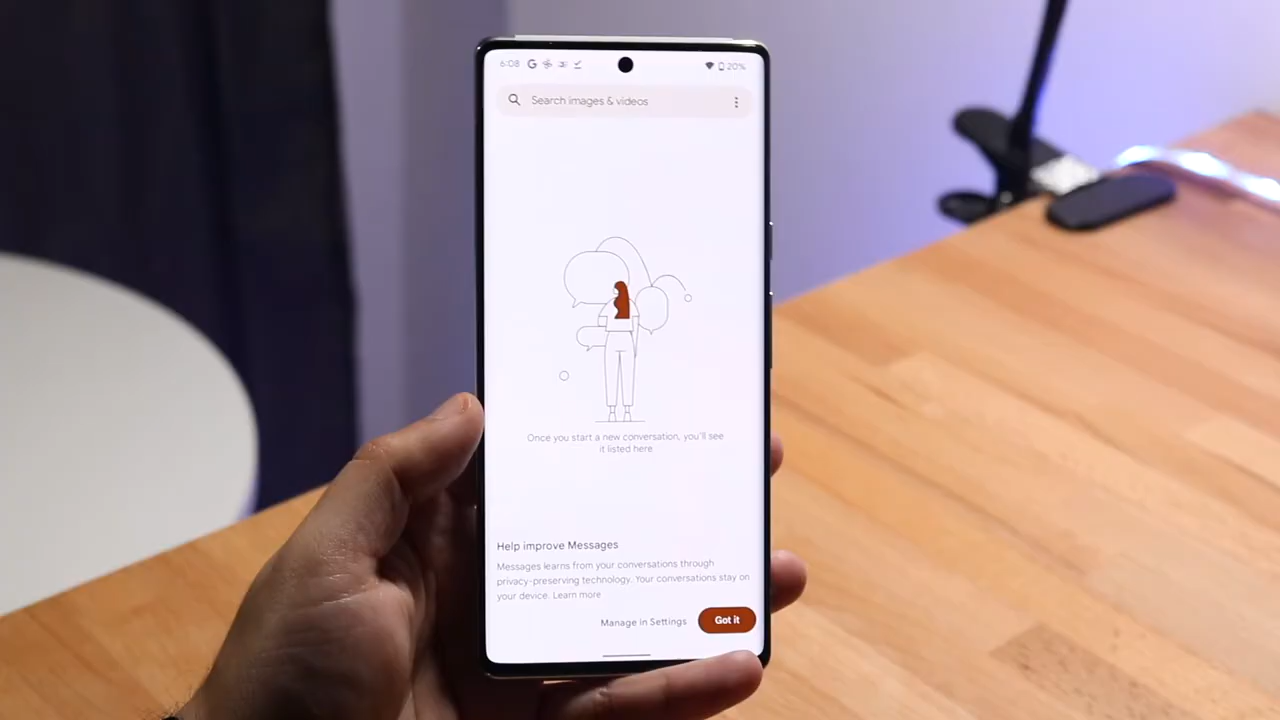 6:08 G 20%
Search images & videos
Once you start a new conversation, you'll see
it listed here
Help improve Messages
Messages learns from your conversations through
privacy-preserving technology. Your conversations stay on
your device. Learn more
Manage in Settings Got it